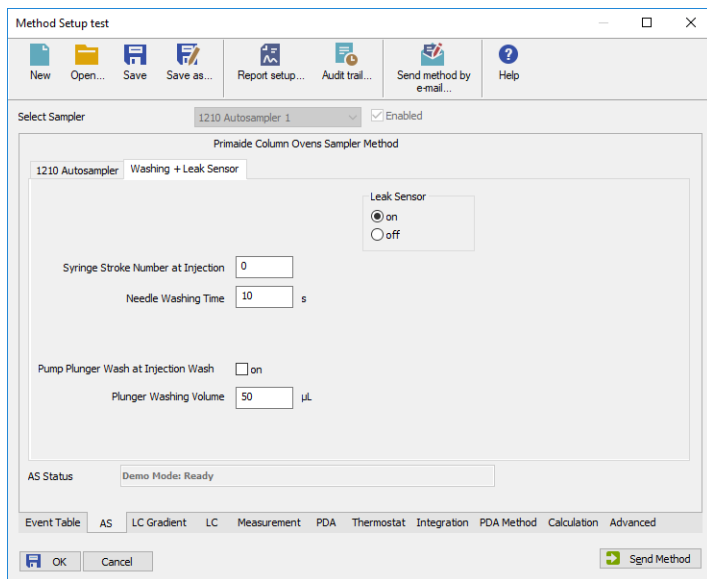 Method Setup test
New Open... Save Save as... Report setup... Audit trail... Send method by e-mail... Help
Select Sampler 1210 Autosampler 1 Enabled
Primaide Column Ovens Sampler Method
1210 Autosampler Washing + Leak Sensor
Leak Sensor
on
off
Syringe Stroke Number at Injection 0
Needle Washing Time 10 s
Pump Plunger Wash at Injection Wash on
Plunger Washing Volume 50 µL
AS Status Demo Mode: Ready
Event Table AS LC Gradient LC Measurement PDA Thermostat Integration PDA Method Calculation Advanced
OK Cancel Send Method